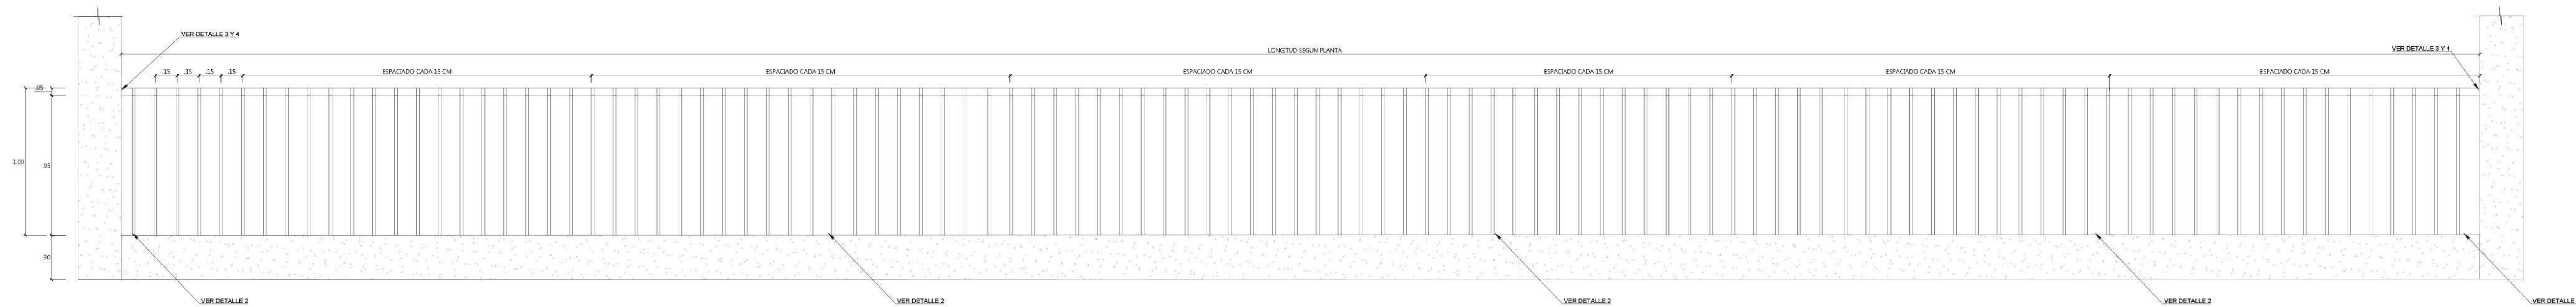 VER DETALLE 3 Y 4
LONGITUD SEGUN PLANTA
VER DETALLE 3 Y 4
.15 .15 .15 .15 ESPACIADO CADA 15 CM ESPACIADO CADA 15 CM ESPACIADO CADA 15 CM ESPACIADO CADA 15 CM ESPACIADO CADA 15 CM ESPACIADO CADA 15 CM
.05
1.00
.95
.30
VER DETALLE 2
VER DETALLE 2
VER DETALLE 2
VER DETALLE 2
VER DETALLE